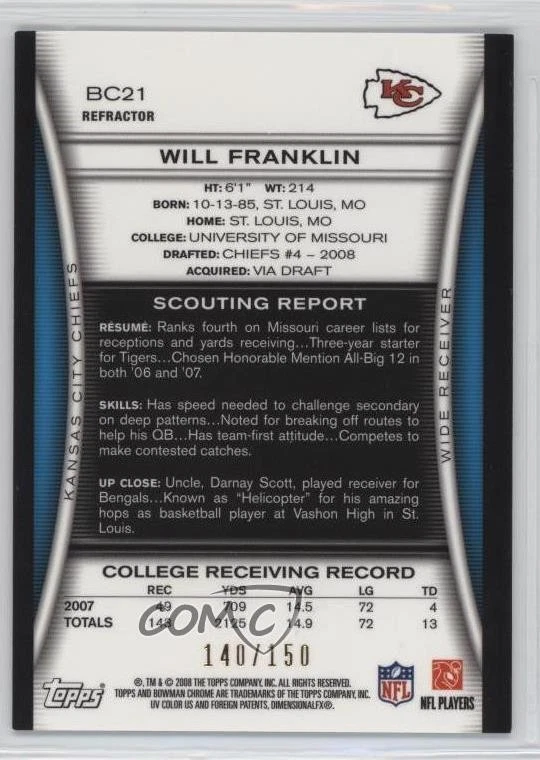 BC21
REFRACTOR
KC
WILL FRANKLIN
HT: 6'1" WT: 214
BORN: 10-13-85, ST. LOUIS, MO
HOME: ST. LOUIS, MO
COLLEGE: UNIVERSITY OF MISSOURI
DRAFTED: CHIEFS #4 – 2008
ACQUIRED: VIA DRAFT
KANSAS CITY CHIEFS
WIDE RECEIVER
SCOUTING REPORT
RÉSUMÉ: Ranks fourth on Missouri career lists for
receptions and yards receiving...Three-year starter
for Tigers...Chosen Honorable Mention All-Big 12 in
both '06 and '07.
SKILLS: Has speed needed to challenge secondary
on deep patterns...Noted for breaking off routes to
help his QB...Has team-first attitude...Competes to
make contested catches.
UP CLOSE: Uncle, Darnay Scott, played receiver for
Bengals...Known as "Helicopter" for his amazing
hops as basketball player at Vashon High in St.
Louis.
COLLEGE RECEIVING RECORD
REC YDS AVG LG TD
2007 49 709 14.5 72 4
TOTALS 143 2125 14.9 72 13
COMC
140/150
Topps
®, TM & © 2008 THE TOPPS COMPANY, INC. ALL RIGHTS RESERVED.
TOPPS AND BOWMAN CHROME ARE TRADEMARKS OF THE TOPPS COMPANY, INC.
UV COLOR US AND FOREIGN PATENTS, DIMENSIONALFX®.
NFL
NFL PLAYERS